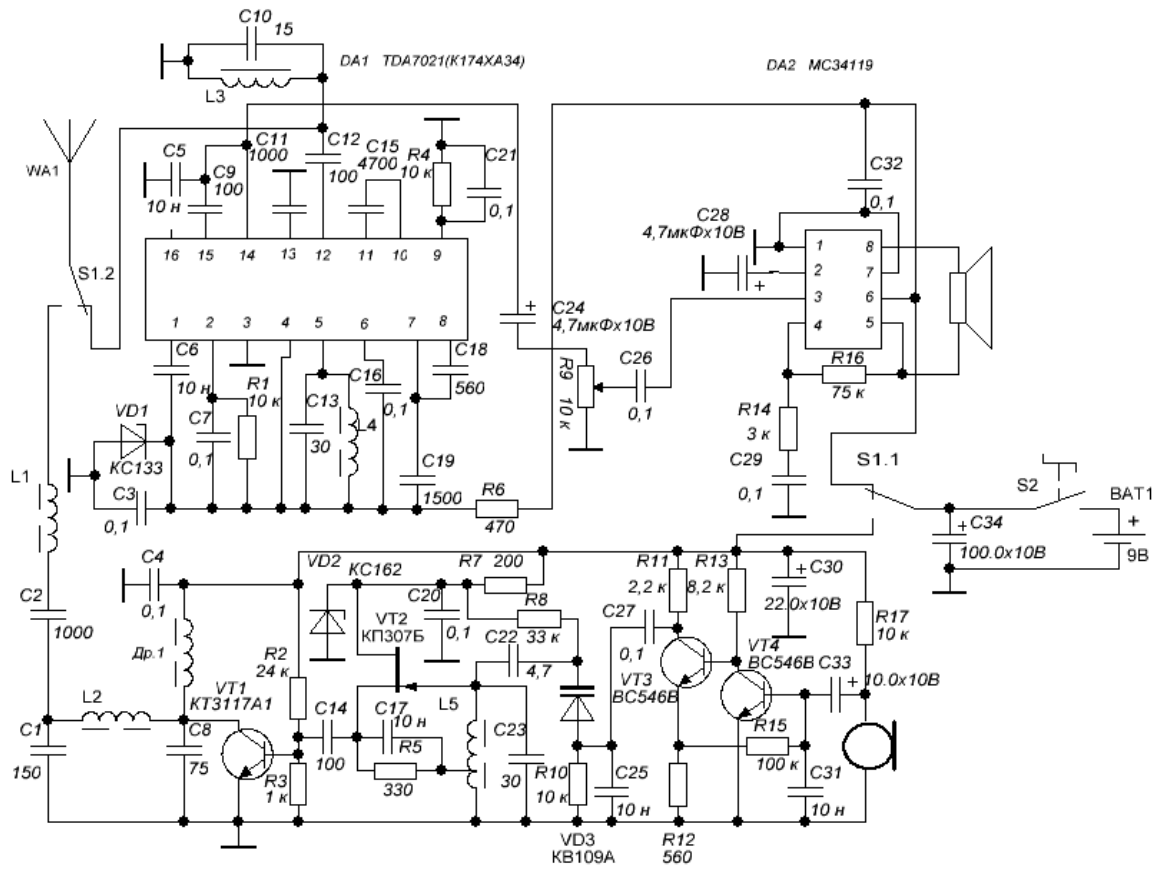 C10
15
DA1 TDA7021(К174ХА34)
DA2 MC34119
L3
WA1
C5
10 н
C9
100
C11
1000
C12
100
C15
4700
R4
10 к
C21
0,1
C32
0,1
C28
4,7мкФх10В
16 15 14 13 12 11 10 9
1 2 3 4 5 6 7 8
S1.2
1 8
2 7
3 6
4 5
C24
4,7мкФх10В
C6
10 н
R1
10 к
C13
30
L4
C16
0,1
C18
560
R9 10 к
C26
0,1
R16
75 к
VD1
КС133
C7
0,1
R14
3 к
L1
C3
0,1
C19
1500
R6
470
C29
0,1
S1.1
S2
BAT1
+
9В
C34
100.0х10В
C4
0,1
VD2
КС162
R7 200
R11
2,2 к
R13
8,2 к
C30
22.0х10В
C2
1000
Др.1
C20
0,1
R8
33 к
C27
0,1
R17
10 к
VT2
КП307Б
C22
4,7
VT4
BC546B
VT3
BC546B
C33
10.0х10В
R2
24 к
L2
VT1
КТ3117А1
L5
C1
150
C8
75
C14
100
C17
10 н
R5
330
C23
30
R15
100 к
R3
1 к
R10
10 к
C25
10 н
C31
10 н
VD3
КВ109А
R12
560